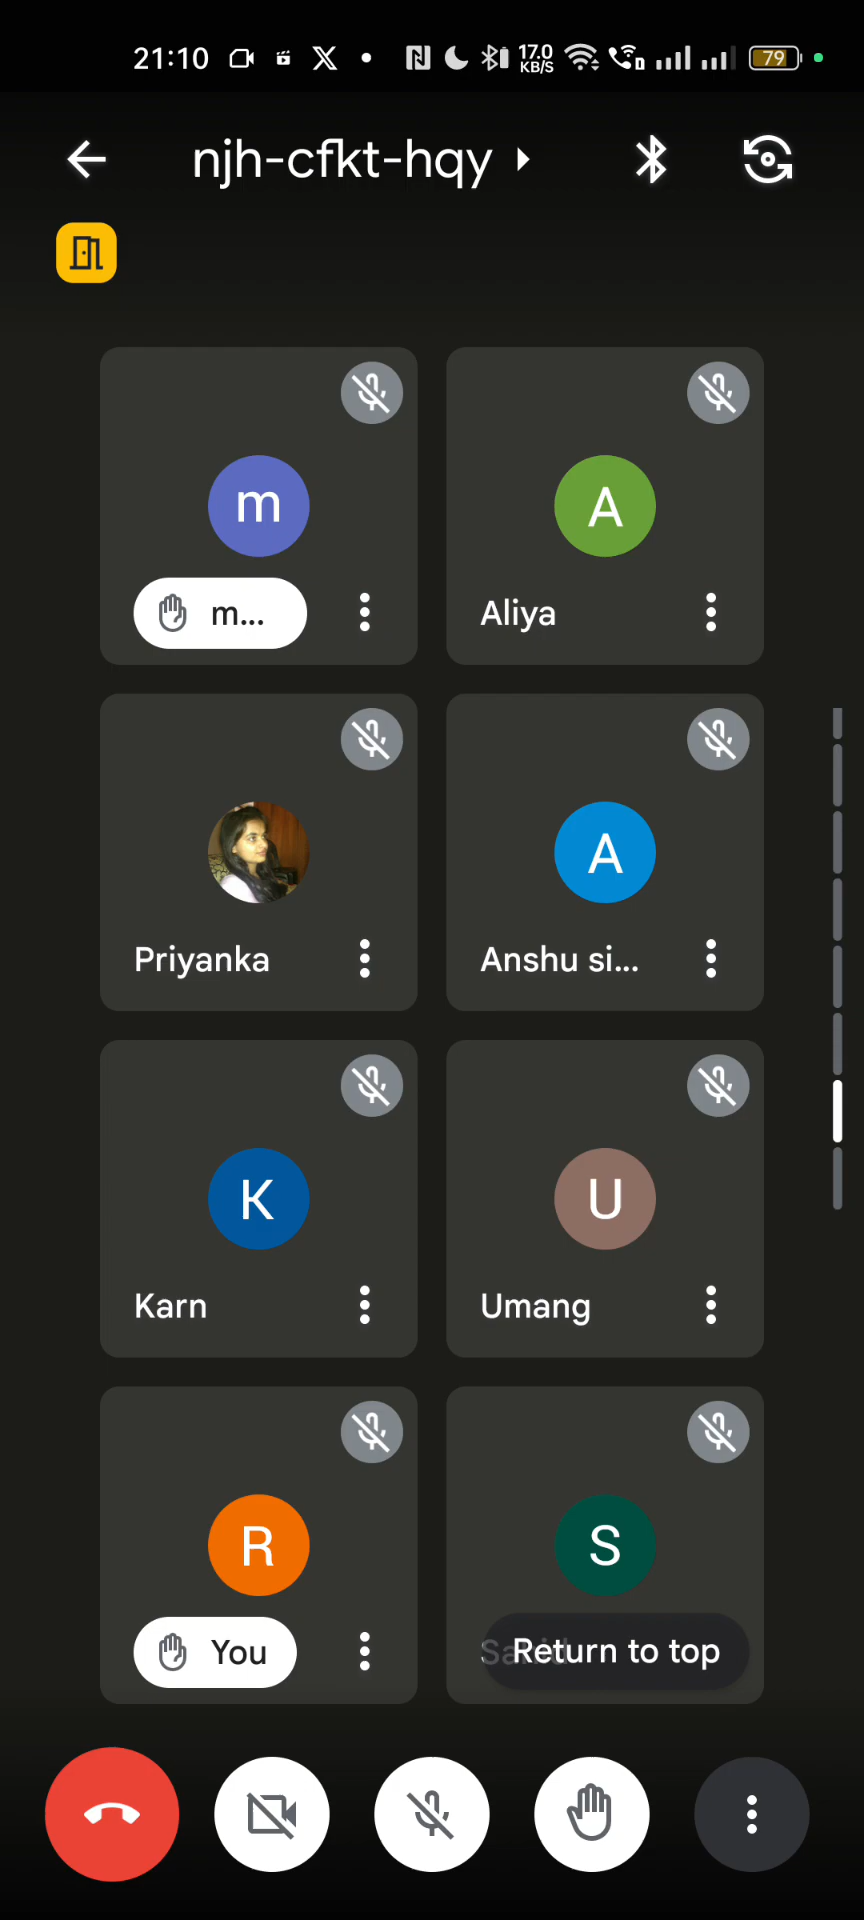 21:10 17.0 KB/S 79
njh-cfkt-hqy
m A
m... Aliya
A
Priyanka Anshu si...
K U
Karn Umang
R S
You Return to top